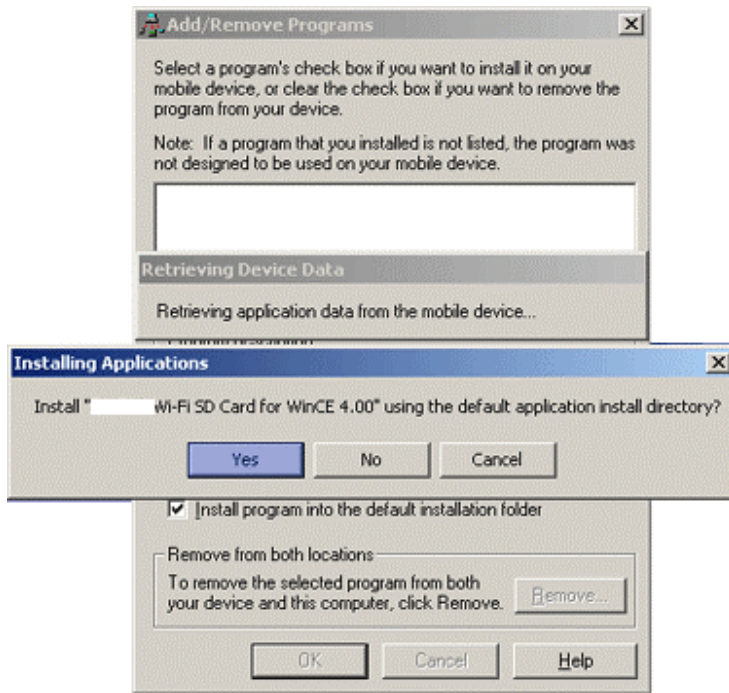 Add/Remove Programs
Select a program's check box if you want to install it on your
mobile device, or clear the check box if you want to remove the
program from your device.
Note: If a program that you installed is not listed, the program was
not designed to be used on your mobile device.
Retrieving Device Data
Retrieving application data from the mobile device...
Installing Applications
Install " Wi-Fi SD Card for WinCE 4.00" using the default application install directory?
Yes No Cancel
Install program into the default installation folder
Remove from both locations
To remove the selected program from both
your device and this computer, click Remove.
Remove...
OK Cancel Help